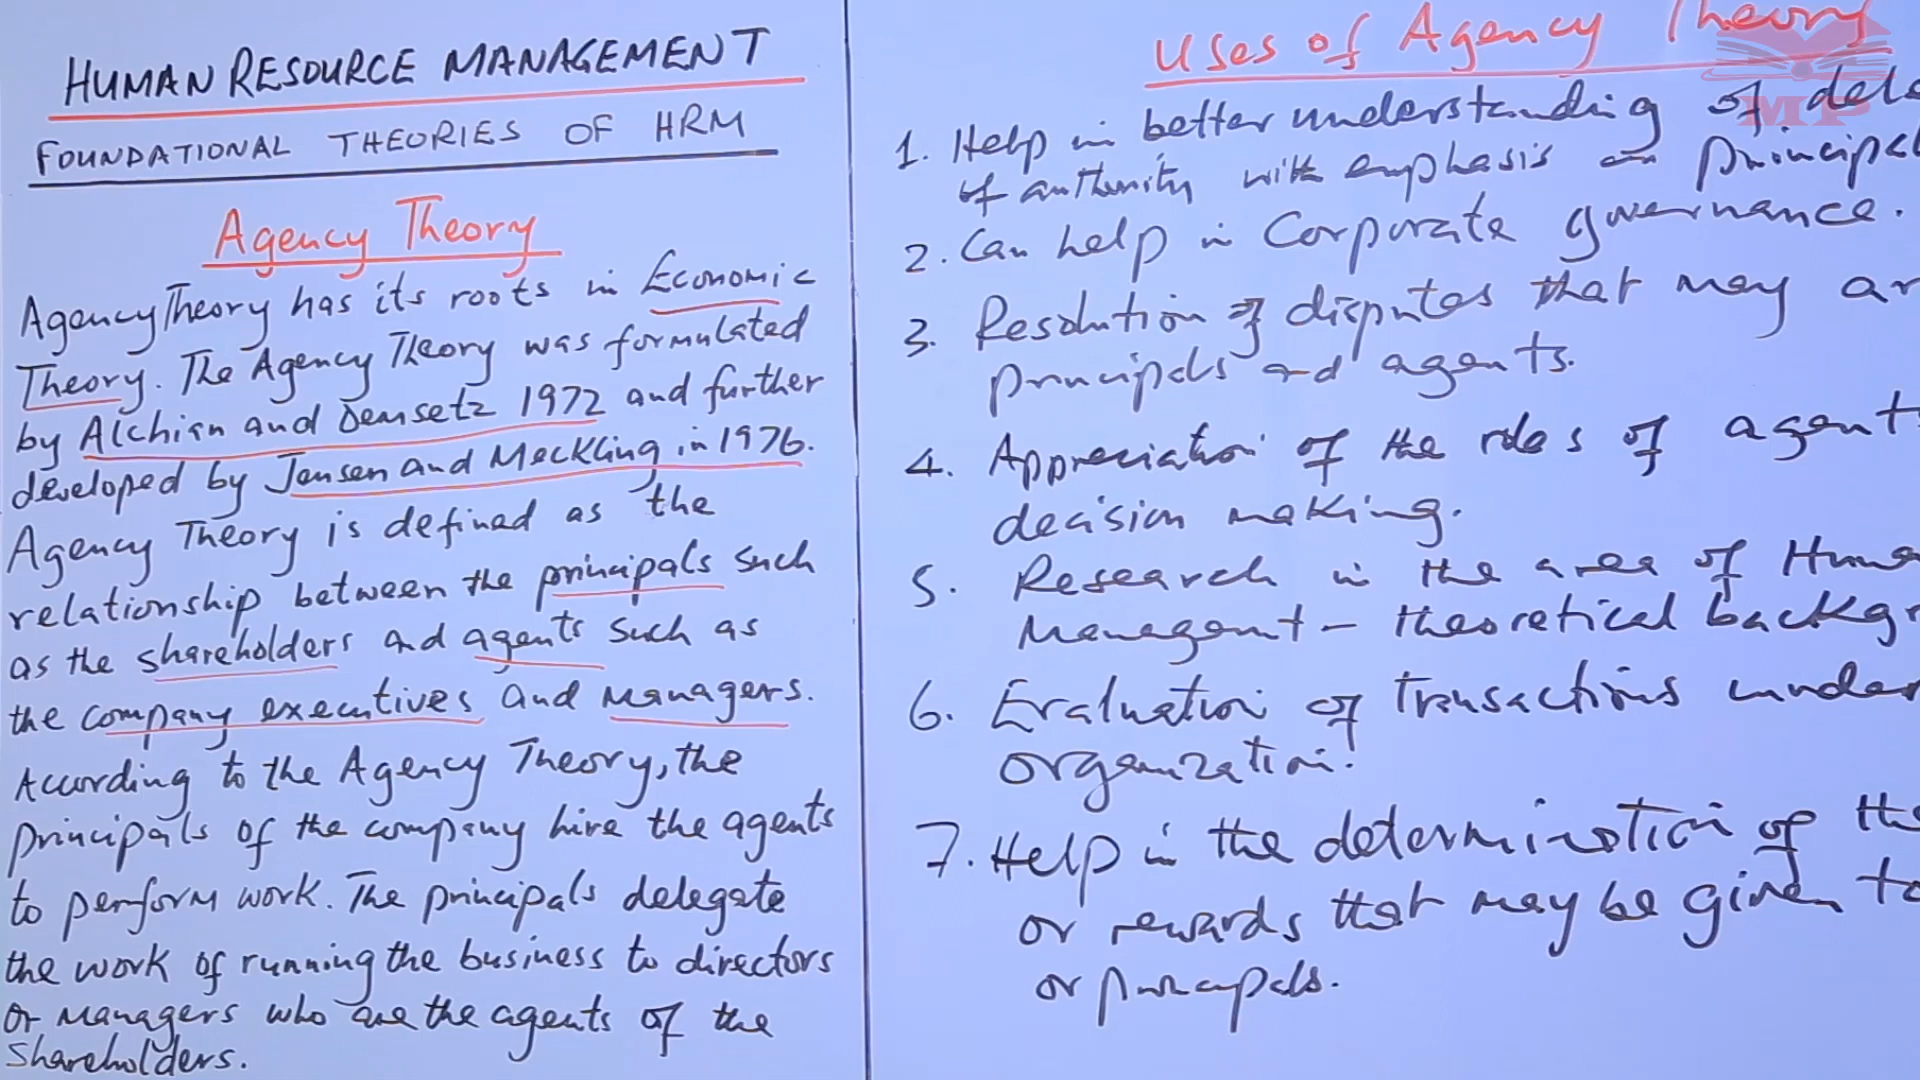 HUMAN RESOURCE MANAGEMENT
FOUNDATIONAL THEORIES OF HRM
Agency Theory
Agency Theory has its roots in Economic
Theory. The Agency Theory was formulated
by Alchian and Demsetz 1972 and further
developed by Jensen and Meckling in 1976.
Agency Theory is defined as the
relationship between the principals such
as the shareholders and agents such as
the company executives and managers.
According to the Agency Theory, the
principals of the company hire the agents
to perform work. The principals delegate
the work of running the business to directors
or managers who are the agents of the
shareholders.
Uses of Agency Theory
1. Help in better understanding of dele
of authority with emphasis on principal
2. Can help in Corporate governance.
3. Resolution of disputes that may ar
principals and agents.
4. Appreciation of the roles of agent
decision making.
5. Research in the area of Huma
Management - theoretical backgr
6. Evaluation of transactions under
organization.
7. Help in the determination of the
or rewards that may be given to
or principals.
MP